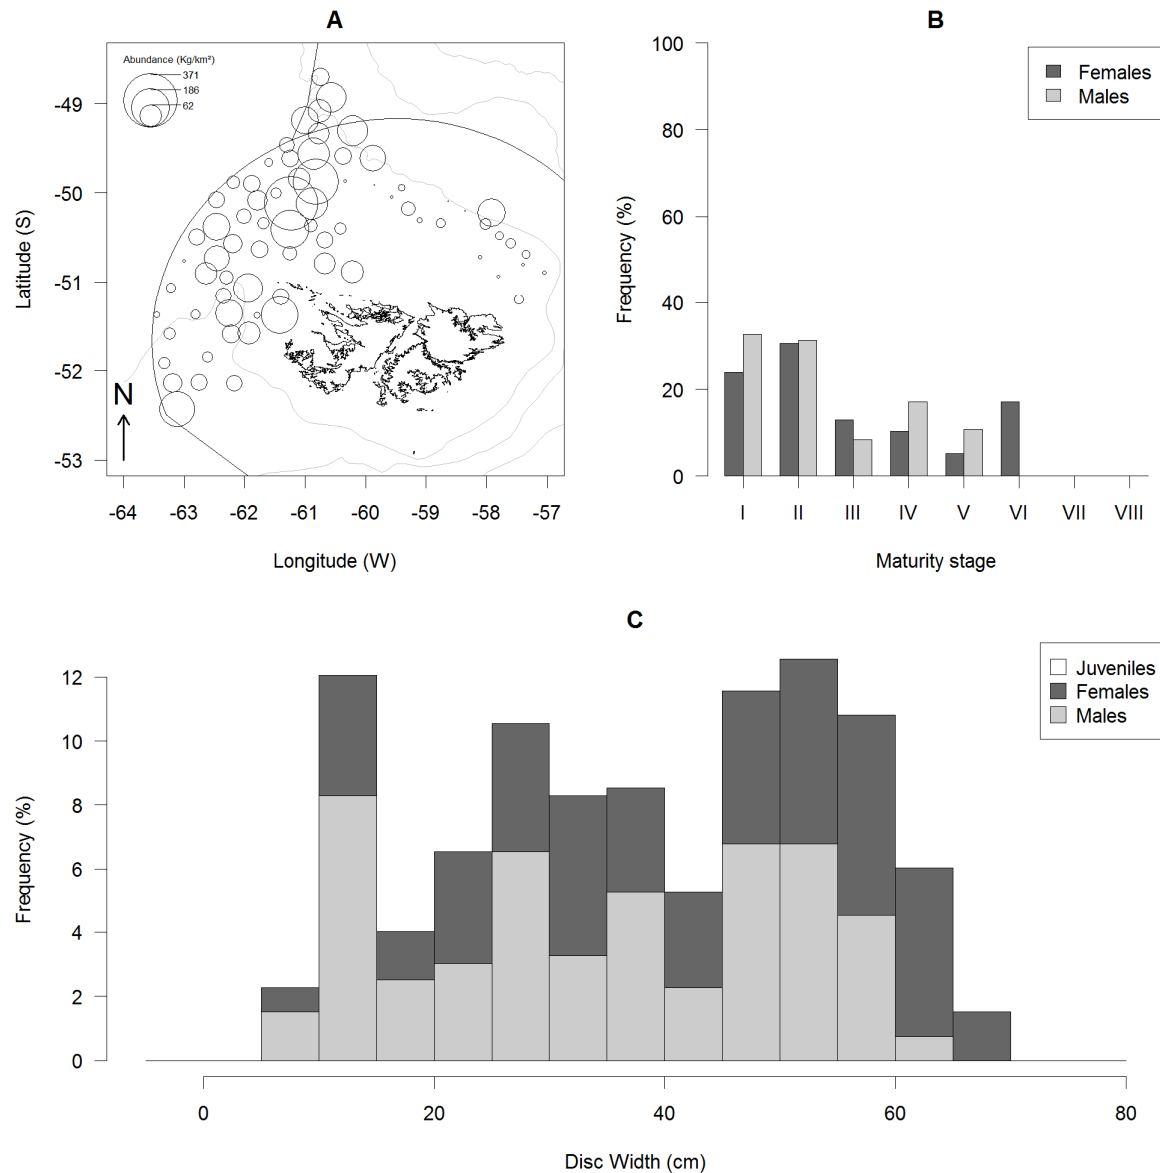 A
Abundance (Kg/km²)
371
186
62
-49
-50
-51
-52
-53
Latitude (S)
N
-64 -63 -62 -61 -60 -59 -58 -57
Longitude (W)
B
100
80
60
40
20
0
Frequency (%)
Females
Males
I II III IV V VI VII VIII
Maturity stage
C
Juveniles
Females
Males
12
10
8
6
4
2
0
Frequency (%)
0 20 40 60 80
Disc Width (cm)